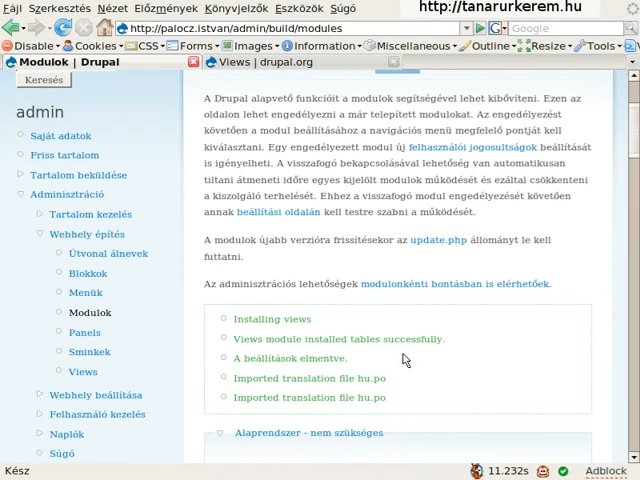 Fájl Szerkesztés Nézet Előzmények Könyvjelzők Eszközök Súgó http://tanarurkerem.hu
http://palocz.istvan/admin/build/modules Google
Disable Cookies CSS Forms Images Information Miscellaneous Outline Resize Tools
Modulok | Drupal Views | drupal.org
Keresés
admin
Saját adatok
Friss tartalom
Tartalom beküldése
Adminisztráció
Tartalom kezelés
Webhely építés
Útvonal álnevek
Blokkok
Menük
Modulok
Panels
Sminkek
Views
Webhely beállítása
Felhasználó kezelés
Naplók
Súgó
A Drupal alapvető funkcióit a modulok segítségével lehet kibővíteni. Ezen az
oldalon lehet engedélyezni a már telepített modulokat. Az engedélyezést
követően a modul beállításához a navigációs menü megfelelő pontját kell
kiválasztani. Egy engedélyezett modul új felhasználói jogosultságok beállítását
is igényelheti. A visszafogó bekapcsolásával lehetőség van automatikusan
tiltani átmeneti időre egyes kijelölt modulok működését és ezáltal csökkenteni
a kiszolgáló terhelését. Ehhez a visszafogó modul engedélyezését követően
annak beállítási oldalán kell testre szabni a működését.
A modulok újabb verzióra frissítésekor az update.php állományt le kell
futtatni.
Az adminisztrációs lehetőségek modulonkénti bontásban is elérhetőek.
Installing views
Views module installed tables successfully.
A beállítások elmentve.
Imported translation file hu.po
Imported translation file hu.po
Alaprendszer - nem szükséges
Kész 11.232s Adblock